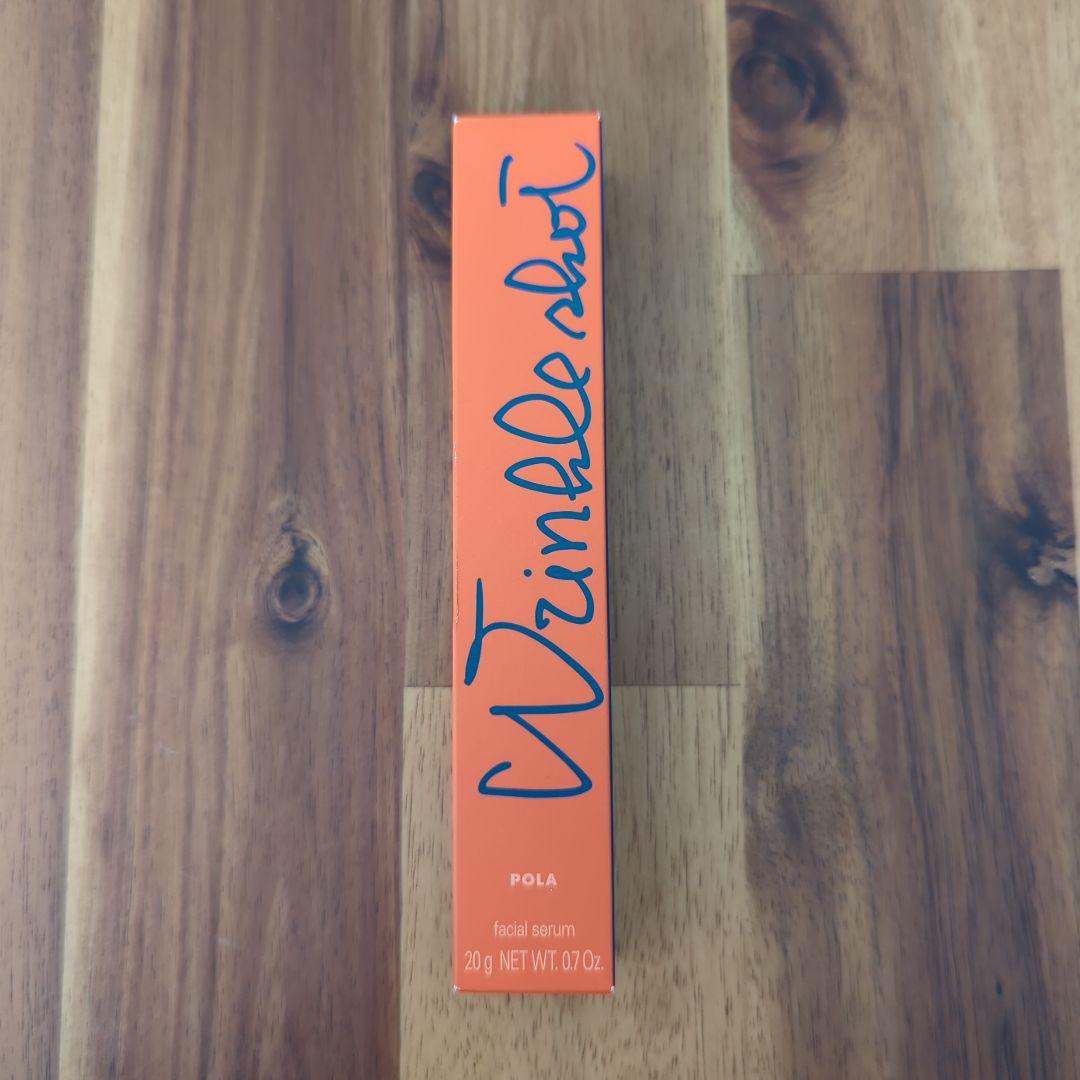 Wrinkle shot
POLA
facial serum
20 g NET WT. 0.7 Oz.